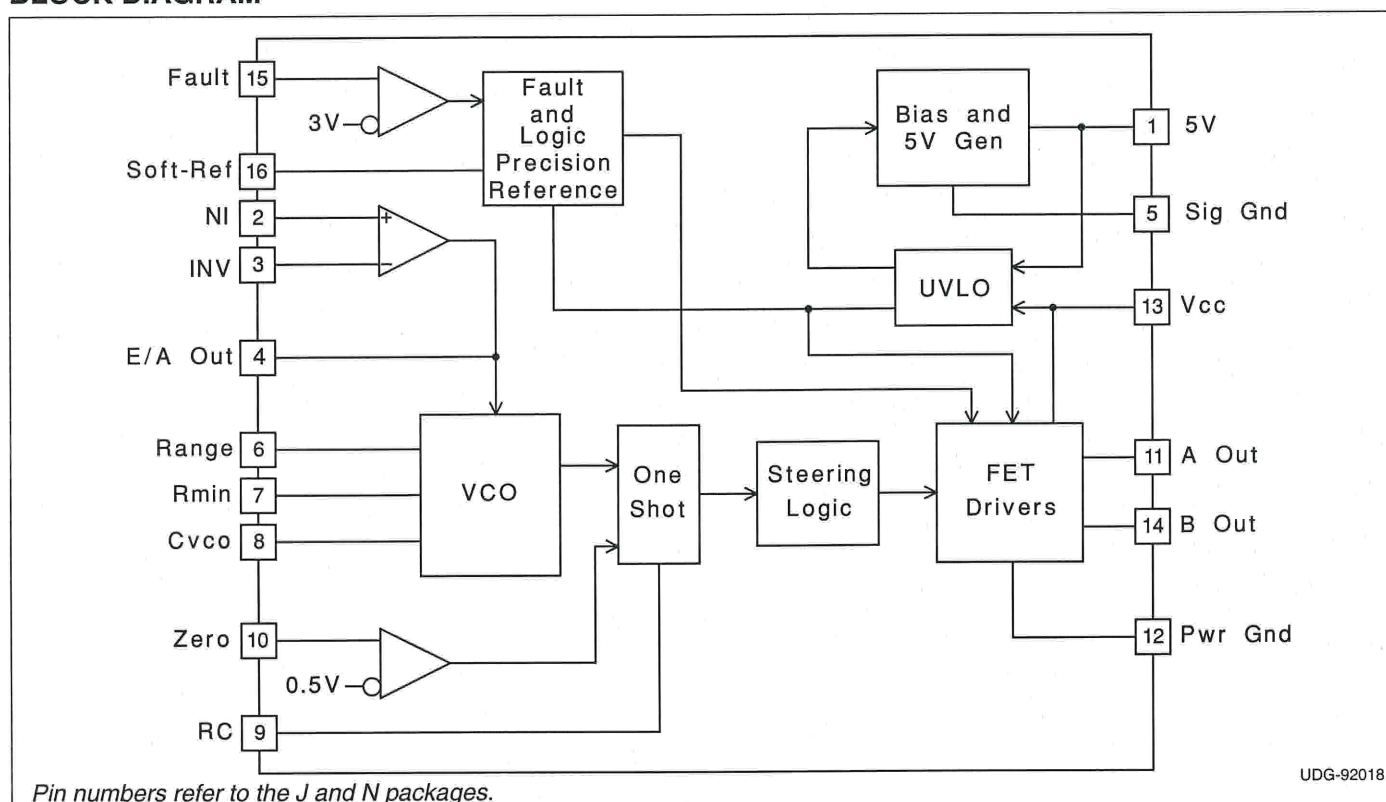 BLOCK DIAGRAM
Fault 15
3V
Soft-Ref 16
NI 2
+
INV 3
−
E/A Out 4
Range 6
Rmin 7
Cvco 8
Zero 10
0.5V
RC 9
Fault
and
Logic
Precision
Reference
Bias and
5V Gen
UVLO
VCO
One
Shot
Steering
Logic
FET
Drivers
1 5V
5 Sig Gnd
13 Vcc
11 A Out
14 B Out
12 Pwr Gnd
UDG-92018
Pin numbers refer to the J and N packages.